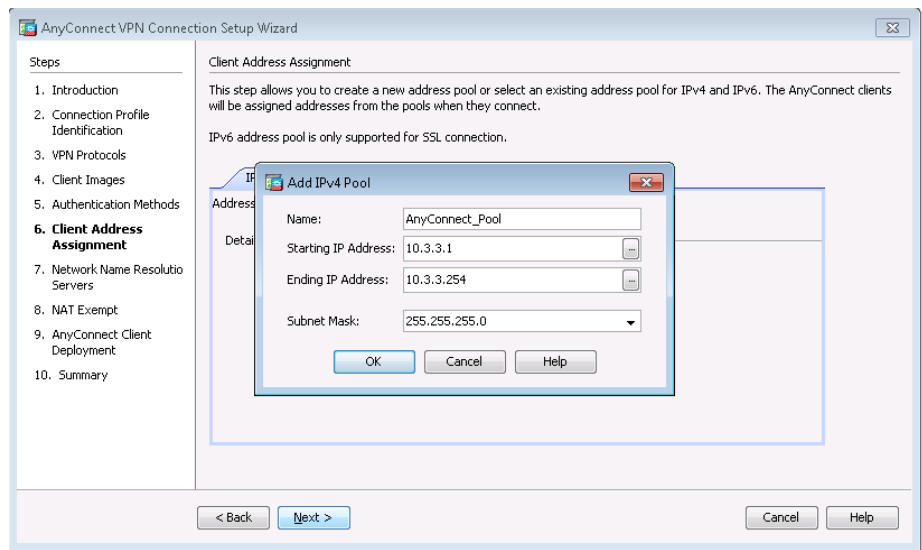 AnyConnect VPN Connection Setup Wizard
Steps
1. Introduction
2. Connection Profile
Identification
3. VPN Protocols
4. Client Images
5. Authentication Methods
6. Client Address
Assignment
7. Network Name Resolutio
Servers
8. NAT Exempt
9. AnyConnect Client
Deployment
10. Summary
Client Address Assignment
This step allows you to create a new address pool or select an existing address pool for IPv4 and IPv6. The AnyConnect clients
will be assigned addresses from the pools when they connect.
IPv6 address pool is only supported for SSL connection.
IP
Address
Detai
Add IPv4 Pool
Name: AnyConnect_Pool
Starting IP Address: 10.3.3.1 ...
Ending IP Address: 10.3.3.254 ...
Subnet Mask: 255.255.255.0
OK Cancel Help
< Back Next > Cancel Help